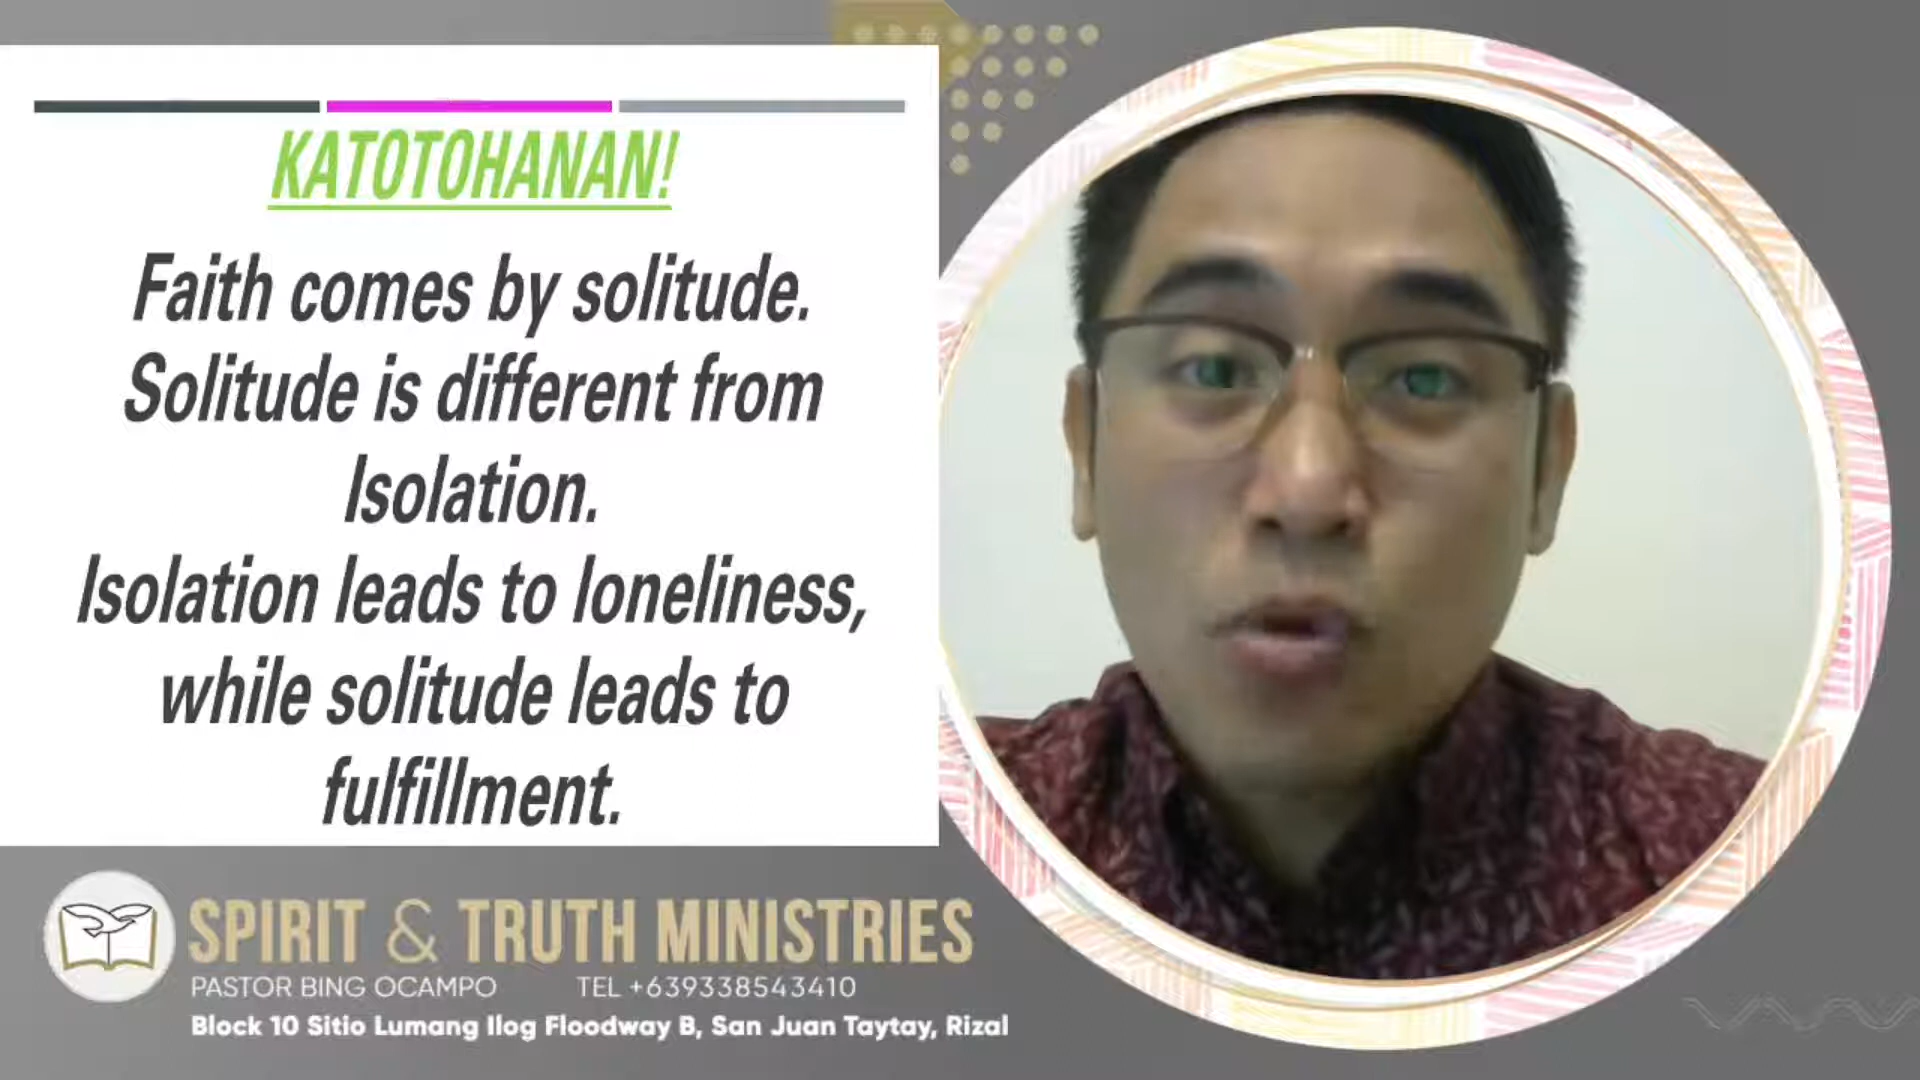 KATOTOHANAN!
Faith comes by solitude.
Solitude is different from
Isolation.
Isolation leads to loneliness,
while solitude leads to
fulfillment.
SPIRIT & TRUTH MINISTRIES
PASTOR BING OCAMPO TEL +639338543410
Block 10 Sitio Lumang Ilog Floodway B, San Juan Taytay, Rizal